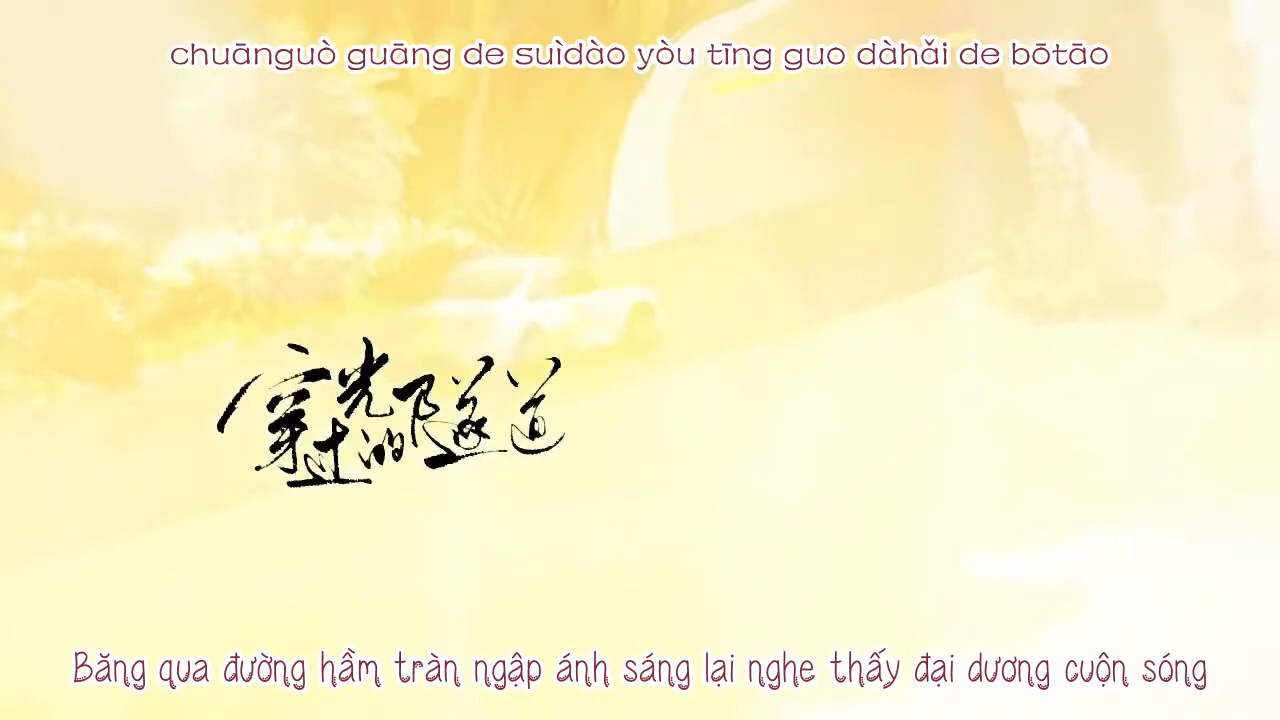 chuānguò guāng de suìdào yòu tīng guo dàhǎi de bōtāo
穿过光的隧道
Băng qua đường hầm tràn ngập ánh sáng lại nghe thấy đại dương cuộn sóng